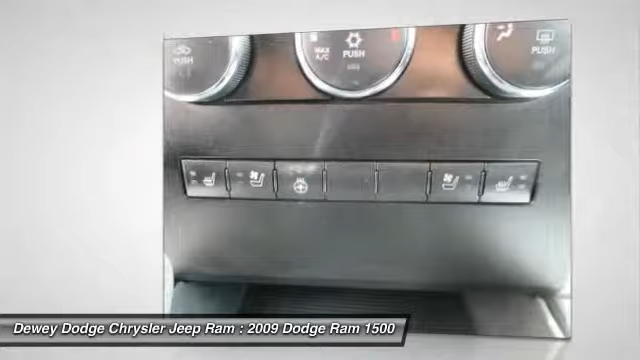 PUSH
MAX
A/C
PUSH
PUSH
Dewey Dodge Chrysler Jeep Ram : 2009 Dodge Ram 1500